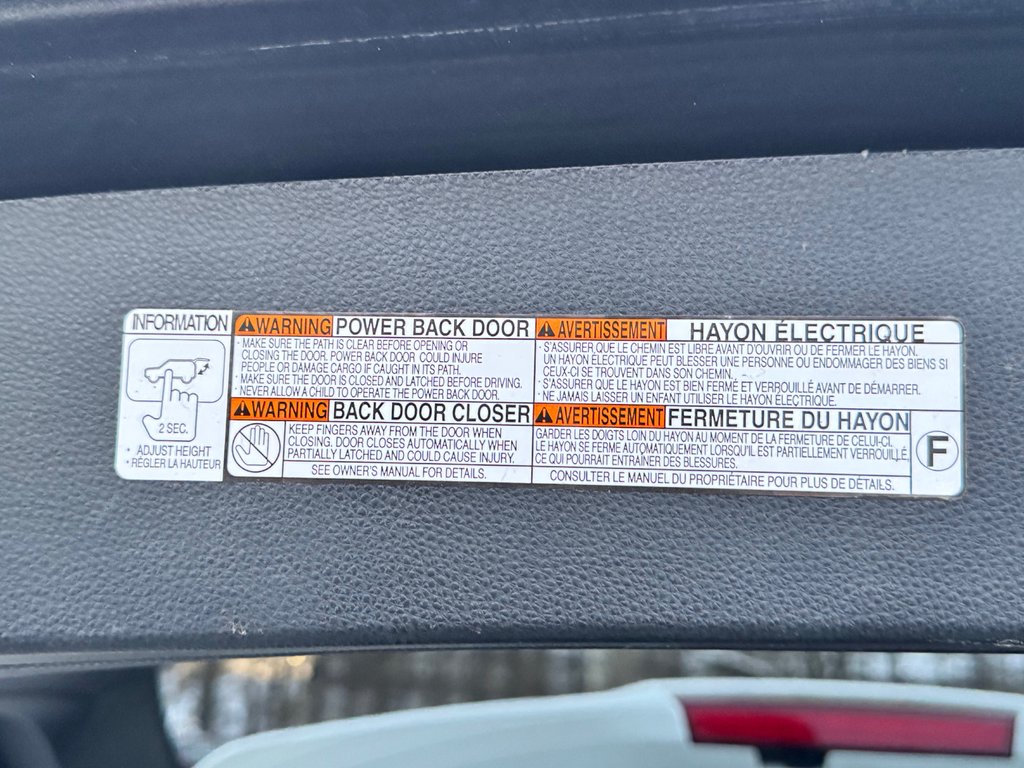 INFORMATION
2 SEC.
• ADJUST HEIGHT
• RÉGLER LA HAUTEUR
WARNING POWER BACK DOOR
• MAKE SURE THE PATH IS CLEAR BEFORE OPENING OR
CLOSING THE DOOR. POWER BACK DOOR COULD INJURE
PEOPLE OR DAMAGE CARGO IF CAUGHT IN ITS PATH.
• MAKE SURE THE DOOR IS CLOSED AND LATCHED BEFORE DRIVING.
• NEVER ALLOW A CHILD TO OPERATE THE POWER BACK DOOR.
WARNING BACK DOOR CLOSER
KEEP FINGERS AWAY FROM THE DOOR WHEN
CLOSING. DOOR CLOSES AUTOMATICALLY WHEN
PARTIALLY LATCHED AND COULD CAUSE INJURY.
SEE OWNER'S MANUAL FOR DETAILS.
AVERTISSEMENT HAYON ÉLECTRIQUE
• S'ASSURER QUE LE CHEMIN EST LIBRE AVANT D'OUVRIR OU DE FERMER LE HAYON.
UN HAYON ÉLECTRIQUE PEUT BLESSER UNE PERSONNE OU ENDOMMAGER DES BIENS SI
CEUX-CI SE TROUVENT DANS SON CHEMIN.
• S'ASSURER QUE LE HAYON EST BIEN FERMÉ ET VERROUILLÉ AVANT DE DÉMARRER.
• NE JAMAIS LAISSER UN ENFANT UTILISER LE HAYON ÉLECTRIQUE.
AVERTISSEMENT FERMETURE DU HAYON
GARDER LES DOIGTS LOIN DU HAYON AU MOMENT DE LA FERMETURE DE CELUI-CI.
LE HAYON SE FERME AUTOMATIQUEMENT LORSQU'IL EST PARTIELLEMENT VERROUILLÉ,
CE QUI POURRAIT ENTRAÎNER DES BLESSURES.
CONSULTER LE MANUEL DU PROPRIÉTAIRE POUR PLUS DE DÉTAILS.
F